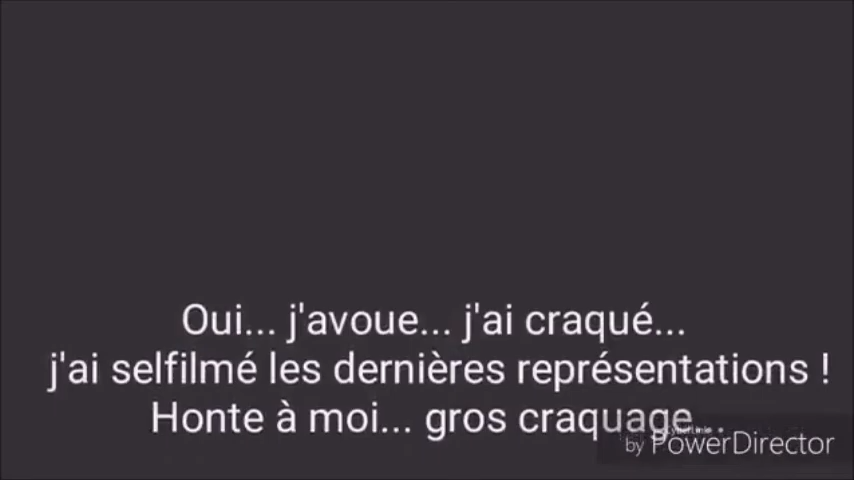 Oui... j'avoue... j'ai craqué...
j'ai selfilmé les dernières représentations !
Honte à moi... gros craquage...
by PowerDirector